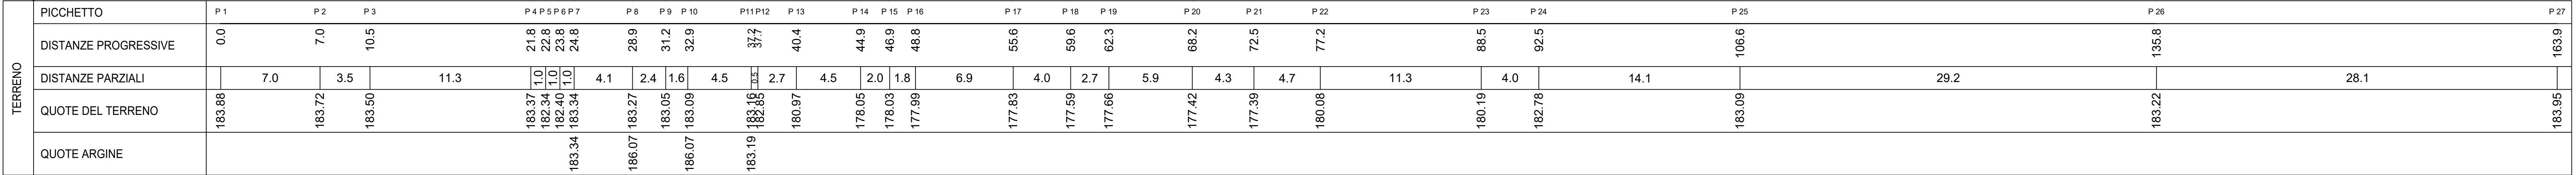 TERRENO
PICCHETTO P 1 P 2 P 3 P 4 P 5 P 6 P 7 P 8 P 9 P 10 P11 P12 P 13 P 14 P 15 P 16 P 17 P 18 P 19 P 20 P 21 P 22 P 23 P 24 P 25 P 26 P 27
DISTANZE PROGRESSIVE 0.0 7.0 10.5 21.8 22.8 23.8 24.8 28.9 31.2 32.9 37.2 37.7 40.4 44.9 46.9 48.8 55.6 59.6 62.3 68.2 72.5 77.2 88.5 92.5 106.6 135.8 163.9
DISTANZE PARZIALI 7.0 3.5 11.3 1.0 1.0 1.0 4.1 2.4 1.6 4.5 0.5 2.7 4.5 2.0 1.8 6.9 4.0 2.7 5.9 4.3 4.7 11.3 4.0 14.1 29.2 28.1
QUOTE DEL TERRENO 183.88 183.72 183.50 183.37 182.34 182.40 183.34 183.27 183.05 183.09 183.16 182.85 180.97 178.05 178.03 177.99 177.83 177.59 177.66 177.42 177.39 180.08 180.19 182.78 183.09 183.22 183.95
QUOTE ARGINE 183.34 186.07 186.07 183.19